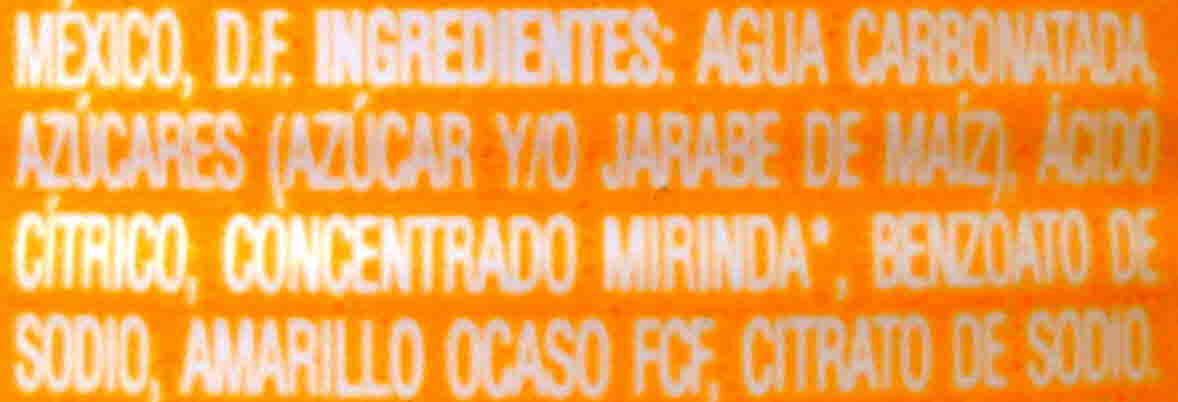 MÉXICO, D.F. INGREDIENTES: AGUA CARBONATADA,
AZÚCARES (AZÚCAR Y/O JARABE DE MAÍZ), ÁCIDO
CÍTRICO, CONCENTRADO MIRINDA*, BENZOATO DE
SODIO, AMARILLO OCASO FCF, CITRATO DE SODIO.